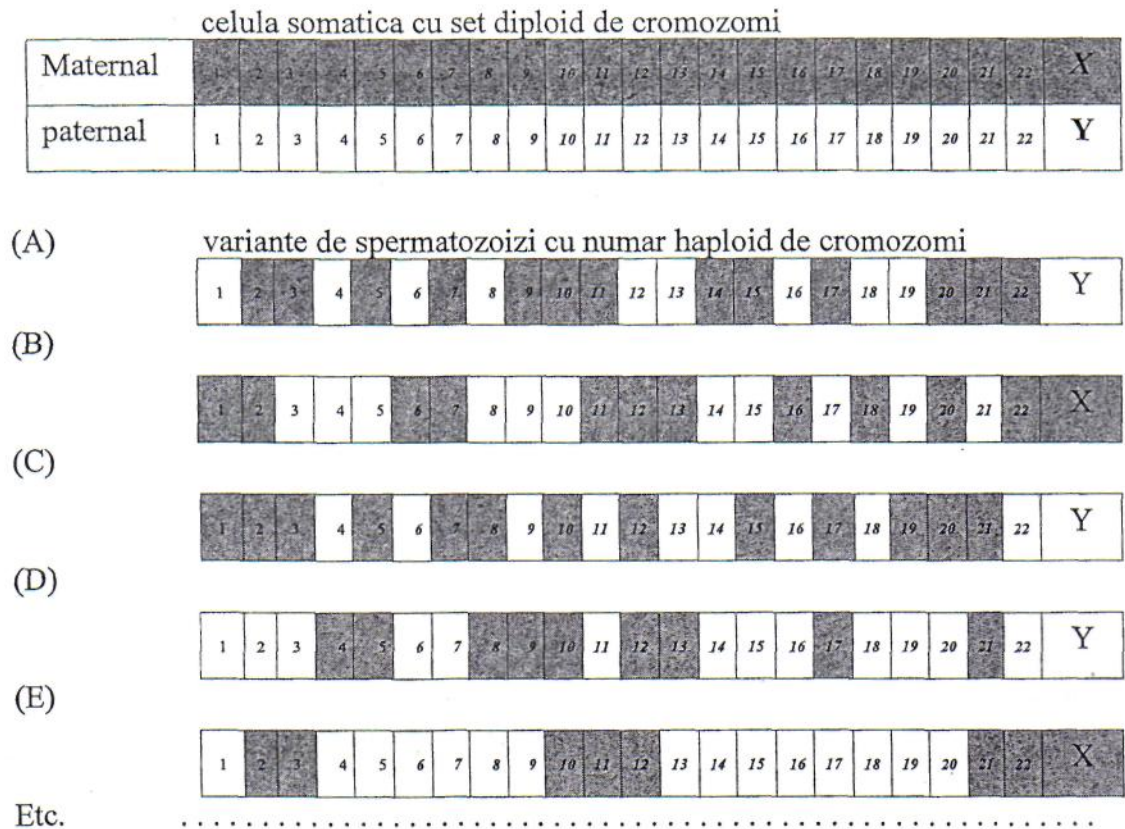 celula somatica cu set diploid de cromozomi
Maternal 1 2 3 4 5 6 7 8 9 10 11 12 13 14 15 16 17 18 19 20 21 22 X
paternal 1 2 3 4 5 6 7 8 9 10 11 12 13 14 15 16 17 18 19 20 21 22 Y
(A) variante de spermatozoizi cu numar haploid de cromozomi
1 2 3 4 5 6 7 8 9 10 11 12 13 14 15 16 17 18 19 20 21 22 Y
(B)
1 2 3 4 5 6 7 8 9 10 11 12 13 14 15 16 17 18 19 20 21 22 X
(C)
1 2 3 4 5 6 7 8 9 10 11 12 13 14 15 16 17 18 19 20 21 22 Y
(D)
1 2 3 4 5 6 7 8 9 10 11 12 13 14 15 16 17 18 19 20 21 22 Y
(E)
1 2 3 4 5 6 7 8 9 10 11 12 13 14 15 16 17 18 19 20 21 22 X
Etc. . . . . . . . . . . . . . . . . . . . . . . . . . . . . . . . . . . . . . . . . . .